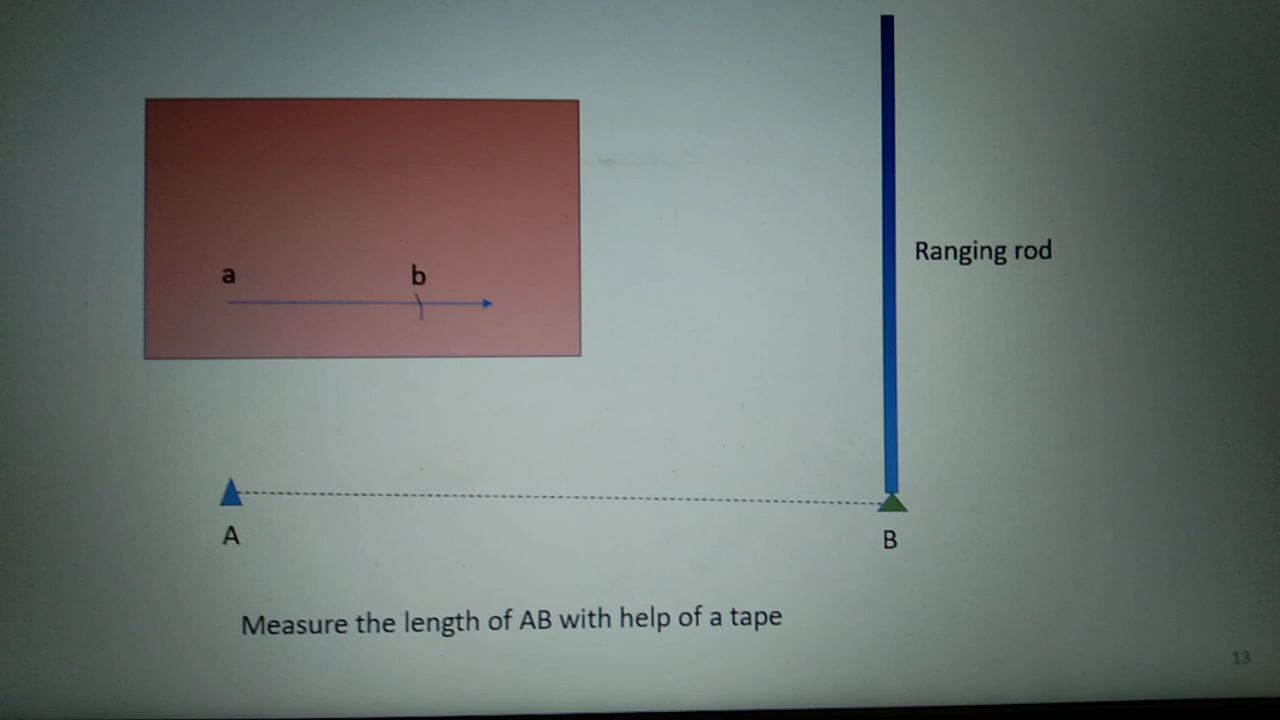 a
b
Ranging rod
A
B
Measure the length of AB with help of a tape
13